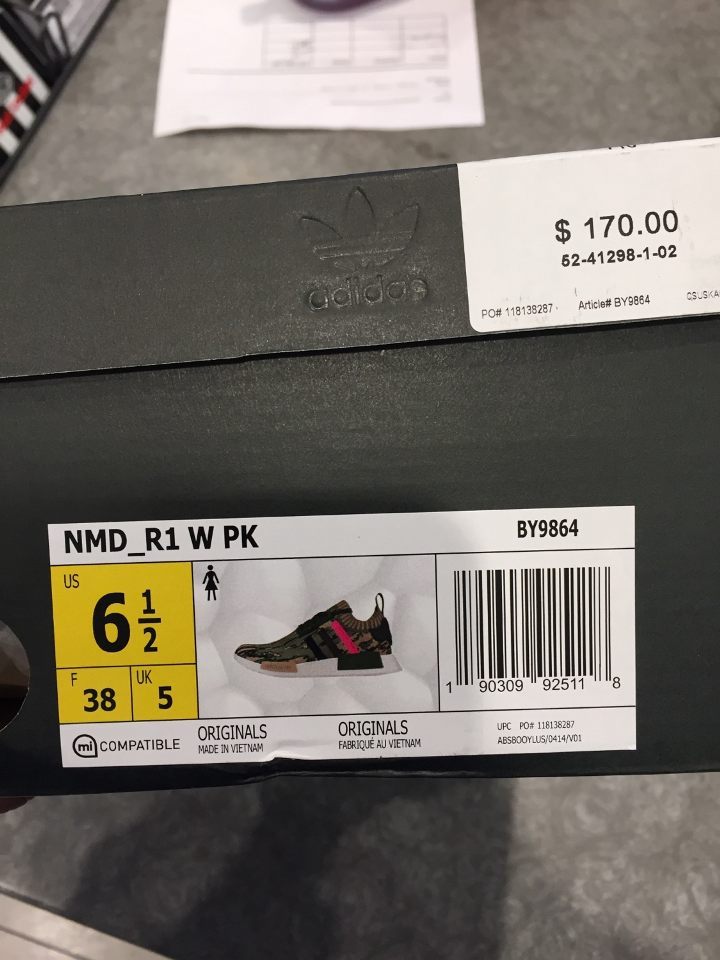 adidas
$ 170.00
52-41298-1-02
PO# 118138287 Article# BY9864
NMD_R1 W PK BY9864
US
6 1/2
F 38 UK 5
1 90309 92511 8
mi COMPATIBLE
ORIGINALS ORIGINALS
MADE IN VIETNAM FABRIQUÉ AU VIETNAM
UPC PO# 118138287
ABSBOOYLUS/0414/V01